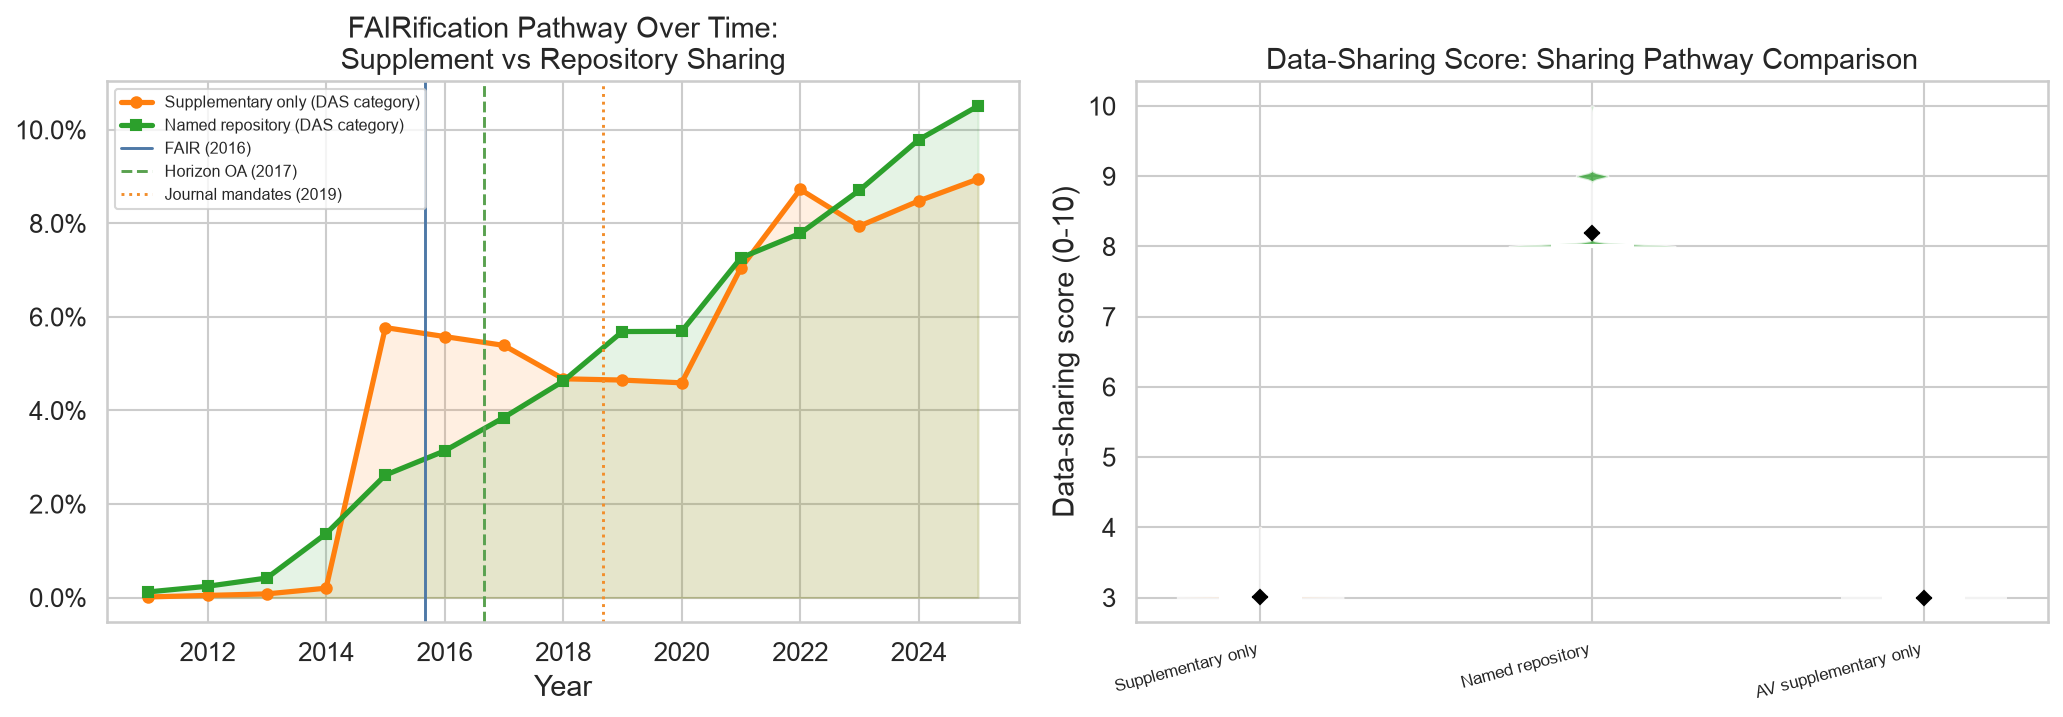 FAIRification Pathway Over Time:
Supplement vs Repository Sharing
Supplementary only (DAS category)
Named repository (DAS category)
FAIR (2016)
Horizon OA (2017)
Journal mandates (2019)
10.0%
8.0%
6.0%
4.0%
2.0%
0.0%
2012 2014 2016 2018 2020 2022 2024
Year
Data-Sharing Score: Sharing Pathway Comparison
Data-sharing score (0-10)
10
9
8
7
6
5
4
3
Supplementary only
Named repository
AV supplementary only